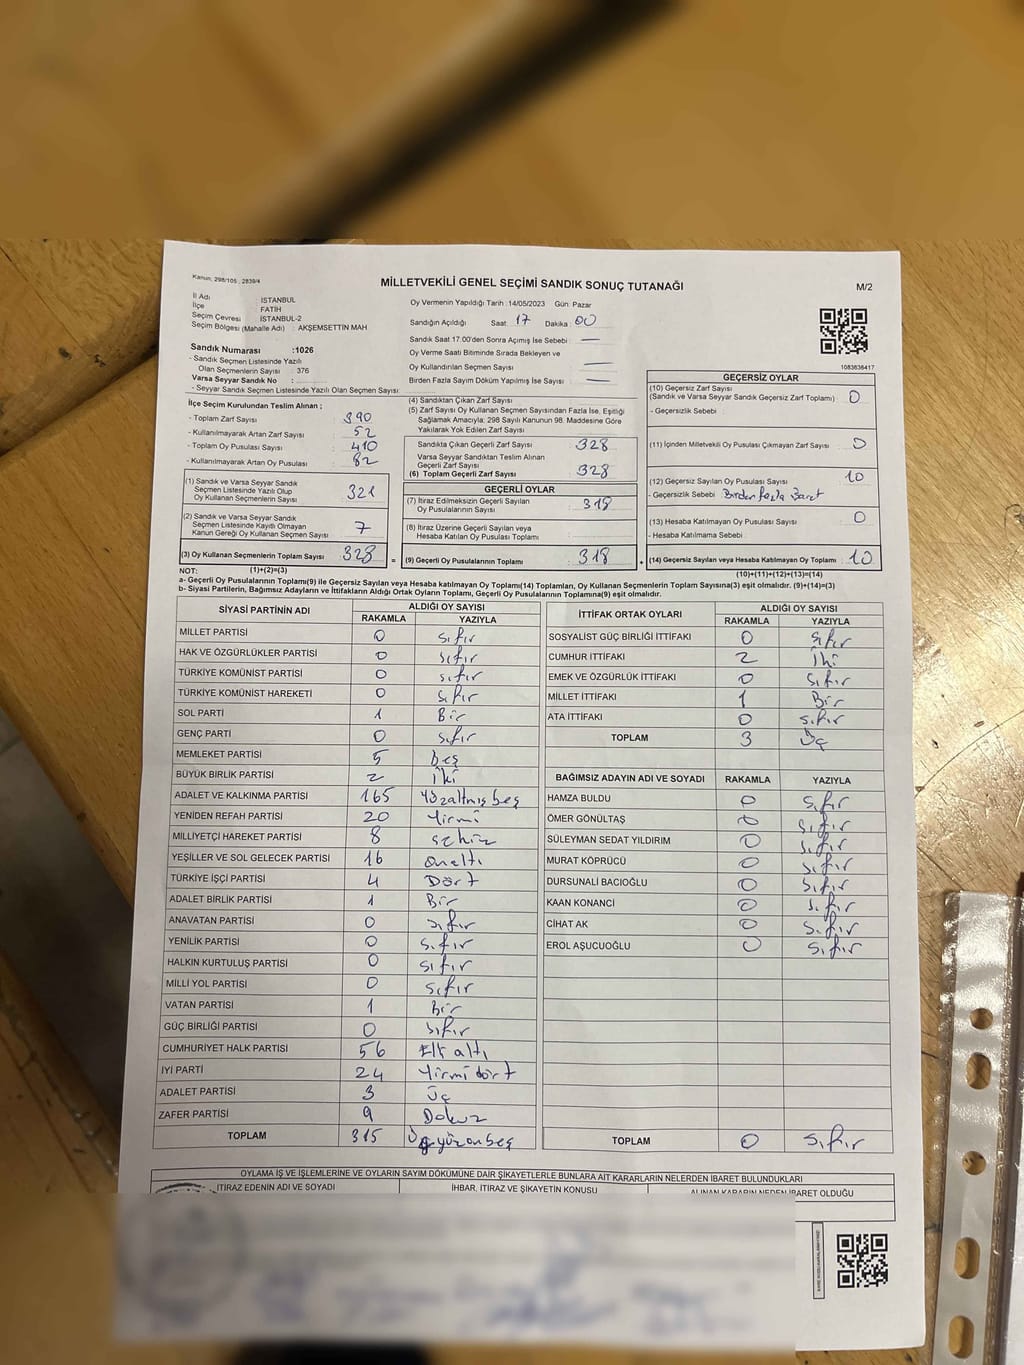 Kanun, 298/105 , 2839/4
MİLLETVEKİLİ GENEL SEÇİMİ SANDIK SONUÇ TUTANAĞI
M/2
İl Adı : İSTANBUL
İlçe FATİH
Seçim Çevresi : İSTANBUL-2
Seçim Bölgesi (Mahalle Adı) : AKŞEMSETTİN MAH
Oy Vermenin Yapıldığı Tarih : 14/05/2023 Gün: Pazar
Sandığın Açıldığı Saat: 17 Dakika : 00
Sandık Saat 17.00'den Sonra Açımış İse Sebebi : —
Oy Verme Saati Bitiminde Sırada Bekleyen ve
Oy Kullandırılan Seçmen Sayısı : —
Birden Fazla Sayım Döküm Yapılmış İse Sayısı : —
1083636417
Sandık Numarası :1026
- Sandık Seçmen Listesinde Yazılı
Olan Seçmenlerin Sayısı : 376
Varsa Seyyar Sandık No :
- Seyyar Sandık Seçmen Listesinde Yazılı Olan Seçmen Sayısı:
İlçe Seçim Kurulundan Teslim Alınan ;
- Toplam Zarf Sayısı : 390
- Kullanılmayarak Artan Zarf Sayısı : 52
- Toplam Oy Pusulası Sayısı : 410
- Kullanılmayarak Artan Oy Pusulası : 82
(1) Sandık ve Varsa Seyyar Sandık
Seçmen Listesinde Yazılı Olup
Oy Kullanan Seçmenlerin Sayısı : 321
(2) Sandık ve Varsa Seyyar Sandık
Seçmen Listesinde Kayıtlı Olmayan
Kanun Gereği Oy Kullanan Seçmen Sayısı : 7
(3) Oy Kullanan Seçmenlerin Toplam Sayısı : 328
(4) Sandıktan Çıkan Zarf Sayısı :
(5) Zarf Sayısı Oy Kullanan Seçmen Sayısından Fazla İse, Eşitliği
Sağlamak Amacıyla; 298 Sayılı Kanunun 98. Maddesine Göre
Yakılarak Yok Edilen Zarf Sayısı :
Sandıkta Çıkan Geçerli Zarf Sayısı : 328
Varsa Seyyar Sandıktan Teslim Alınan
Geçerli Zarf Sayısı :
(6) Toplam Geçerli Zarf Sayısı : 328
GEÇERLİ OYLAR
(7) İtiraz Edilmeksizin Geçerli Sayılan
Oy Pusulalarının Sayısı : 318
(8) İtiraz Üzerine Geçerli Sayılan veya
Hesaba Katılan Oy Pusulası Toplamı :
= (9) Geçerli Oy Pusulalarının Toplamı : 318
GEÇERSİZ OYLAR
(10) Geçersiz Zarf Sayısı
(Sandık ve Varsa Seyyar Sandık Geçersiz Zarf Toplamı) : 0
- Geçersizlik Sebebi :
(11) İçinden Milletvekili Oy Pusulası Çıkmayan Zarf Sayısı : 0
(12) Geçersiz Sayılan Oy Pusulası Sayısı : 10
- Geçersizlik Sebebi : Birden fazla Basıt
(13) Hesaba Katılmayan Oy Pusulası Sayısı : 0
- Hesaba Katılmama Sebebi :
+ (14) Geçersiz Sayılan veya Hesaba Katılmayan Oy Toplamı : 10
NOT: (1)+(2)=(3) (10)+(11)+(12)+(13)=(14)
a- Geçerli Oy Pusulalarının Toplamı(9) ile Geçersiz Sayılan veya Hesaba katılmayan Oy Toplamı(14) Toplamları, Oy Kullanan Seçmenlerin Toplam Sayısına(3) eşit olmalıdır. (9)+(14)=(3)
b- Siyasi Partilerin, Bağımsız Adayların ve İttifakların Aldığı Ortak Oyların Toplamı, Geçerli Oy Pusulalarının Toplamına(9) eşit olmalıdır.
SİYASİ PARTİNİN ADI ALDIĞI OY SAYISI
RAKAMLA YAZIYLA
MİLLET PARTİSİ 0 sıfır
HAK VE ÖZGÜRLÜKLER PARTİSİ 0 sıfır
TÜRKİYE KOMÜNİST PARTİSİ 0 sıfır
TÜRKİYE KOMÜNİST HAREKETİ 0 sıfır
SOL PARTİ 1 Bir
GENÇ PARTİ 0 sıfır
MEMLEKET PARTİSİ 5 beş
BÜYÜK BİRLİK PARTİSİ 2 İki
ADALET VE KALKINMA PARTİSİ 165 Yüzaltmışbeş
YENİDEN REFAH PARTİSİ 20 Yirmi
MİLLİYETÇİ HAREKET PARTİSİ 8 sekiz
YEŞİLLER VE SOL GELECEK PARTİSİ 16 onaltı
TÜRKİYE İŞÇİ PARTİSİ 4 Dört
ADALET BİRLİK PARTİSİ 1 Bir
ANAVATAN PARTİSİ 0 sıfır
YENİLİK PARTİSİ 0 sıfır
HALKIN KURTULUŞ PARTİSİ 0 sıfır
MİLLİ YOL PARTİSİ 0 sıfır
VATAN PARTİSİ 1 Bir
GÜÇ BİRLİĞİ PARTİSİ 0 sıfır
CUMHURİYET HALK PARTİSİ 56 Elli altı
İYİ PARTİ 24 Yirmi dört
ADALET PARTİSİ 3 Üç
ZAFER PARTİSİ 9 Dokuz
TOPLAM 315 Üçyüzonbeş
İTTİFAK ORTAK OYLARI ALDIĞI OY SAYISI
RAKAMLA YAZIYLA
SOSYALİST GÜÇ BİRLİĞİ İTTİFAKI 0 sıfır
CUMHUR İTTİFAKI 2 İki
EMEK VE ÖZGÜRLÜK İTTİFAKI 0 sıfır
MİLLET İTTİFAKI 1 Bir
ATA İTTİFAKI 0 sıfır
TOPLAM 3 Üç
BAĞIMSIZ ADAYIN ADI VE SOYADI RAKAMLA YAZIYLA
HAMZA BULDU 0 sıfır
ÖMER GÖNÜLTAŞ 0 sıfır
SÜLEYMAN SEDAT YILDIRIM 0 sıfır
MURAT KÖPRÜCÜ 0 sıfır
DURSUNALİ BACIOĞLU 0 sıfır
KAAN KONANCI 0 sıfır
CİHAT AK 0 sıfır
EROL AŞUCUOĞLU 0 sıfır
TOPLAM 0 sıfır
OYLAMA İŞ VE İŞLEMLERİNE VE OYLARIN SAYIM DÖKÜMÜNE DAİR ŞİKAYETLERLE BUNLARA AİT KARARLARIN NELERDEN İBARET BULUNDUKLARI
İTİRAZ EDENİN ADI VE SOYADI İHBAR, İTİRAZ VE ŞİKAYETİN KONUSU ALINAN KARARIN NEDEN İBARET OLDUĞU